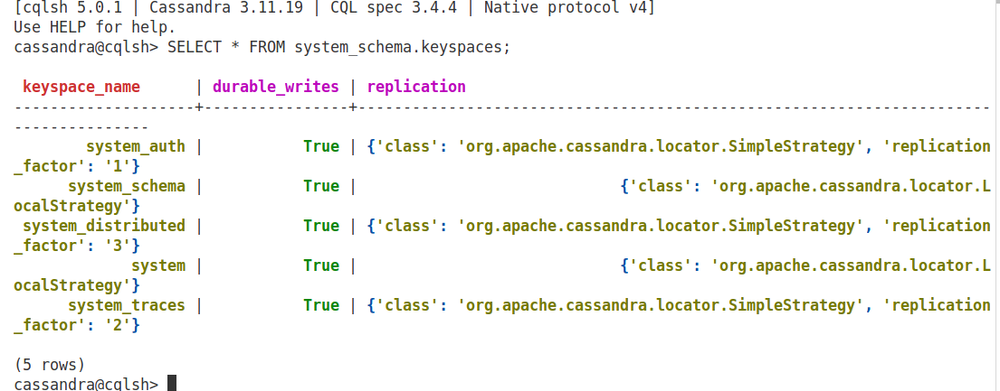 [cqlsh 5.0.1 | Cassandra 3.11.19 | CQL spec 3.4.4 | Native protocol v4]
Use HELP for help.
cassandra@cqlsh> SELECT * FROM system_schema.keyspaces;
 keyspace_name      | durable_writes | replication
--------------------+----------------+----------------------------------------------------------------------
---------------
        system_auth |           True | {'class': 'org.apache.cassandra.locator.SimpleStrategy', 'replication
_factor': '1'}
      system_schema |           True |                             {'class': 'org.apache.cassandra.locator.L
ocalStrategy'}
 system_distributed |           True | {'class': 'org.apache.cassandra.locator.SimpleStrategy', 'replication
_factor': '3'}
             system |           True |                             {'class': 'org.apache.cassandra.locator.L
ocalStrategy'}
      system_traces |           True | {'class': 'org.apache.cassandra.locator.SimpleStrategy', 'replication
_factor': '2'}
(5 rows)
cassandra@cqlsh>